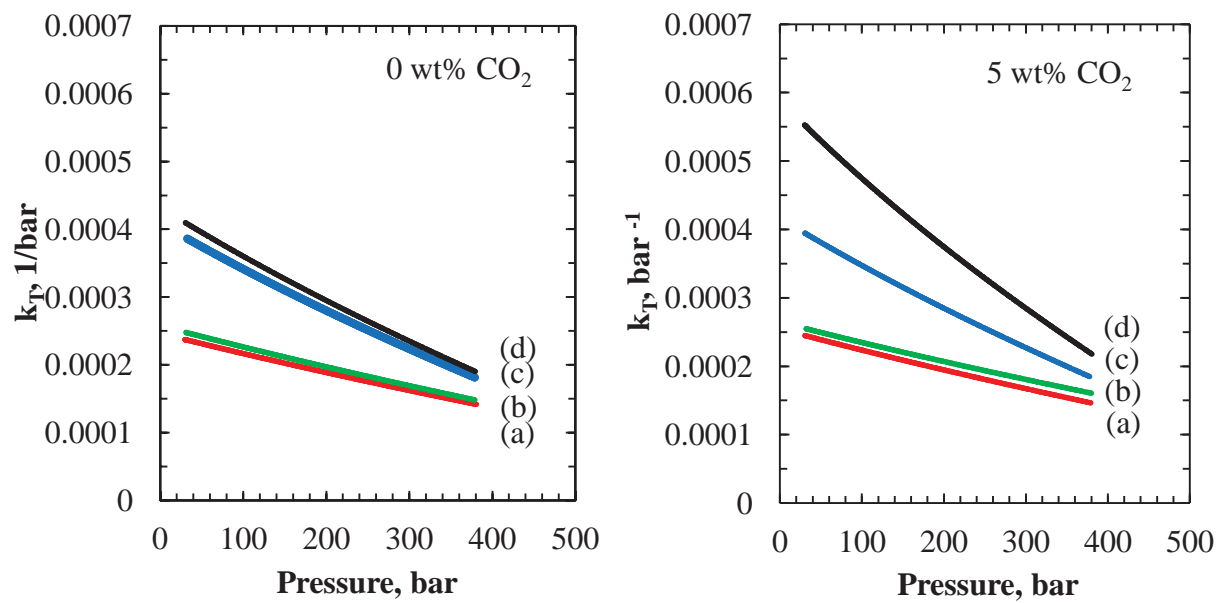 0 wt% CO₂
k_T, 1/bar
0.0007
0.0006
0.0005
0.0004
0.0003
0.0002
0.0001
0
(d)
(c)
(b)
(a)
0 100 200 300 400 500
Pressure, bar
5 wt% CO₂
k_T, bar ⁻¹
0.0007
0.0006
0.0005
0.0004
0.0003
0.0002
0.0001
0
(d)
(c)
(b)
(a)
0 100 200 300 400 500
Pressure, bar